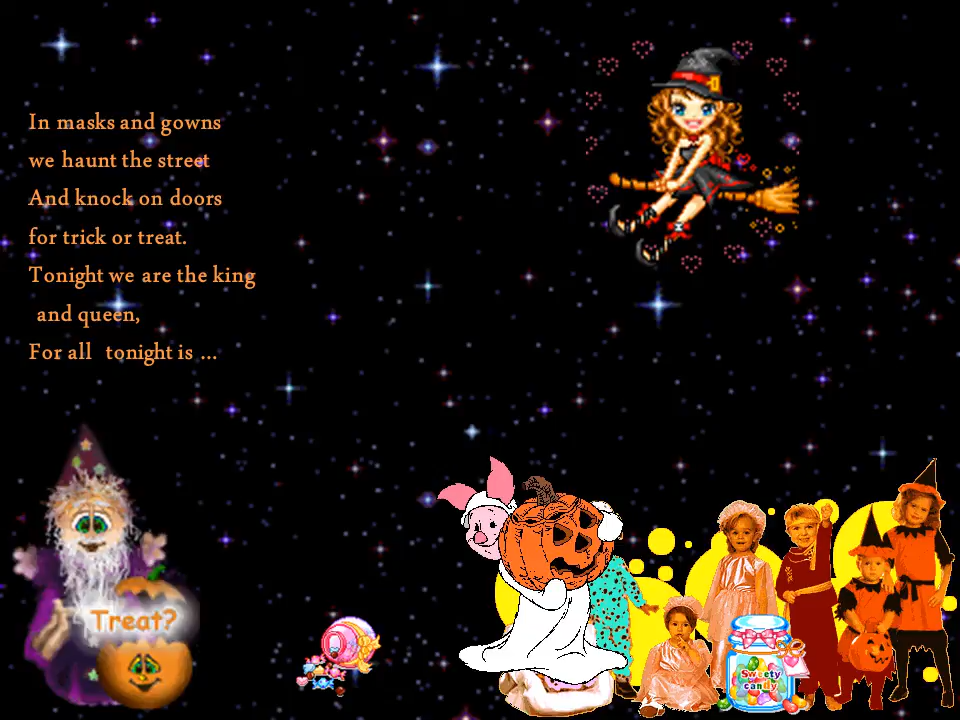 In masks and gowns
we haunt the street
And knock on doors
for trick or treat.
Tonight we are the king
and queen,
For all tonight is ...
Treat?
Sweety
candy